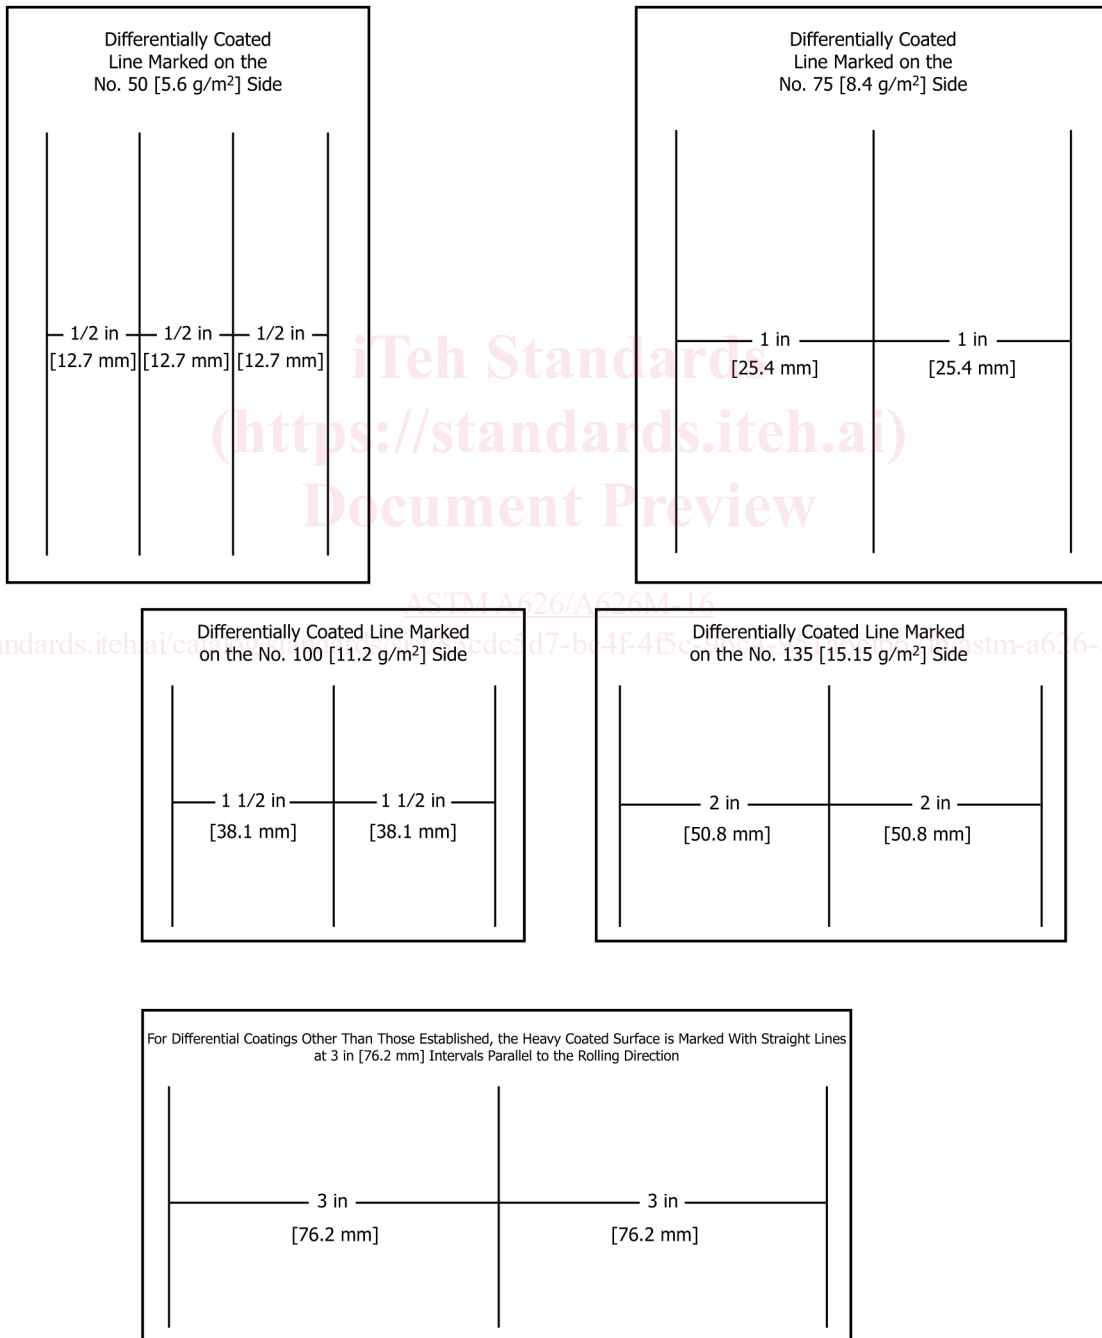 Differentially Coated
Line Marked on the
No. 50 [5.6 g/m²] Side
1/2 in 1/2 in 1/2 in
[12.7 mm] [12.7 mm] [12.7 mm]
Differentially Coated
Line Marked on the
No. 75 [8.4 g/m²] Side
1 in 1 in
[25.4 mm] [25.4 mm]
iTeh Standards
(https://standards.iteh.ai)
Document Preview
ASTM A626/A626M-16
Differentially Coated Line Marked
on the No. 100 [11.2 g/m²] Side
1 1/2 in 1 1/2 in
[38.1 mm] [38.1 mm]
Differentially Coated Line Marked
on the No. 135 [15.15 g/m²] Side
2 in 2 in
[50.8 mm] [50.8 mm]
For Differential Coatings Other Than Those Established, the Heavy Coated Surface is Marked With Straight Lines
at 3 in [76.2 mm] Intervals Parallel to the Rolling Direction
3 in 3 in
[76.2 mm] [76.2 mm]